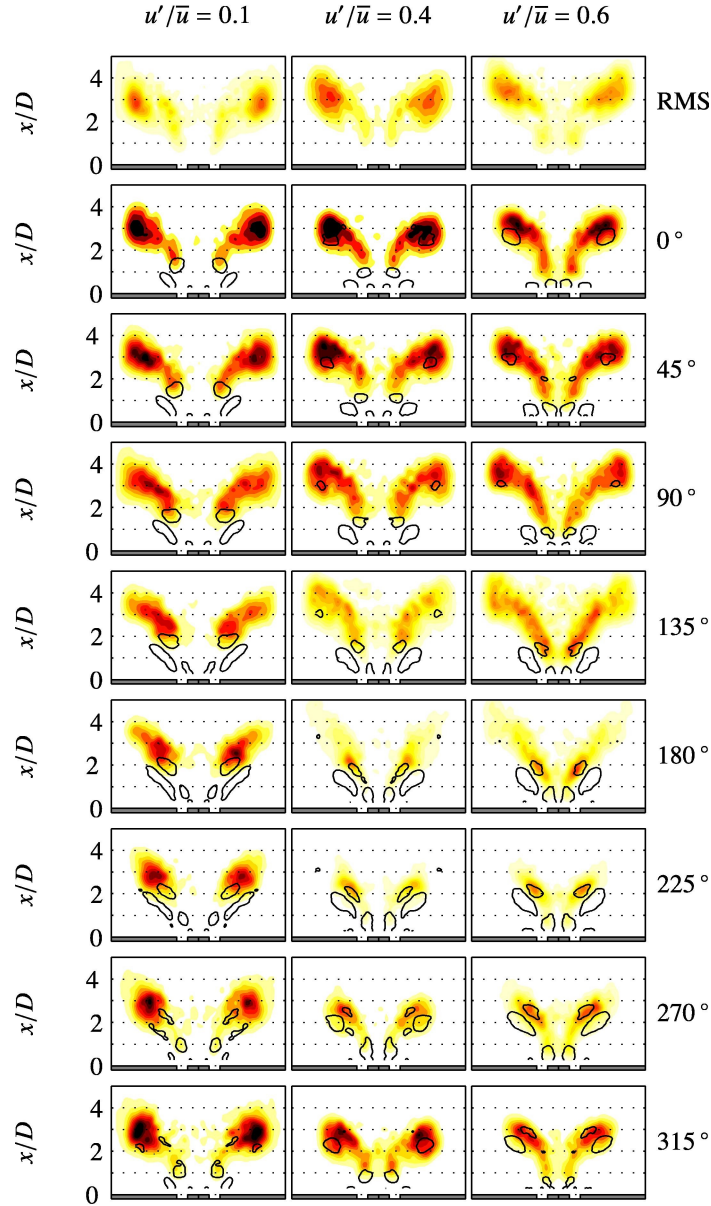 u′/u̅ = 0.1 u′/u̅ = 0.4 u′/u̅ = 0.6
x/D 4 2 0 RMS
x/D 4 2 0 0°
x/D 4 2 0 45°
x/D 4 2 0 90°
x/D 4 2 0 135°
x/D 4 2 0 180°
x/D 4 2 0 225°
x/D 4 2 0 270°
x/D 4 2 0 315°